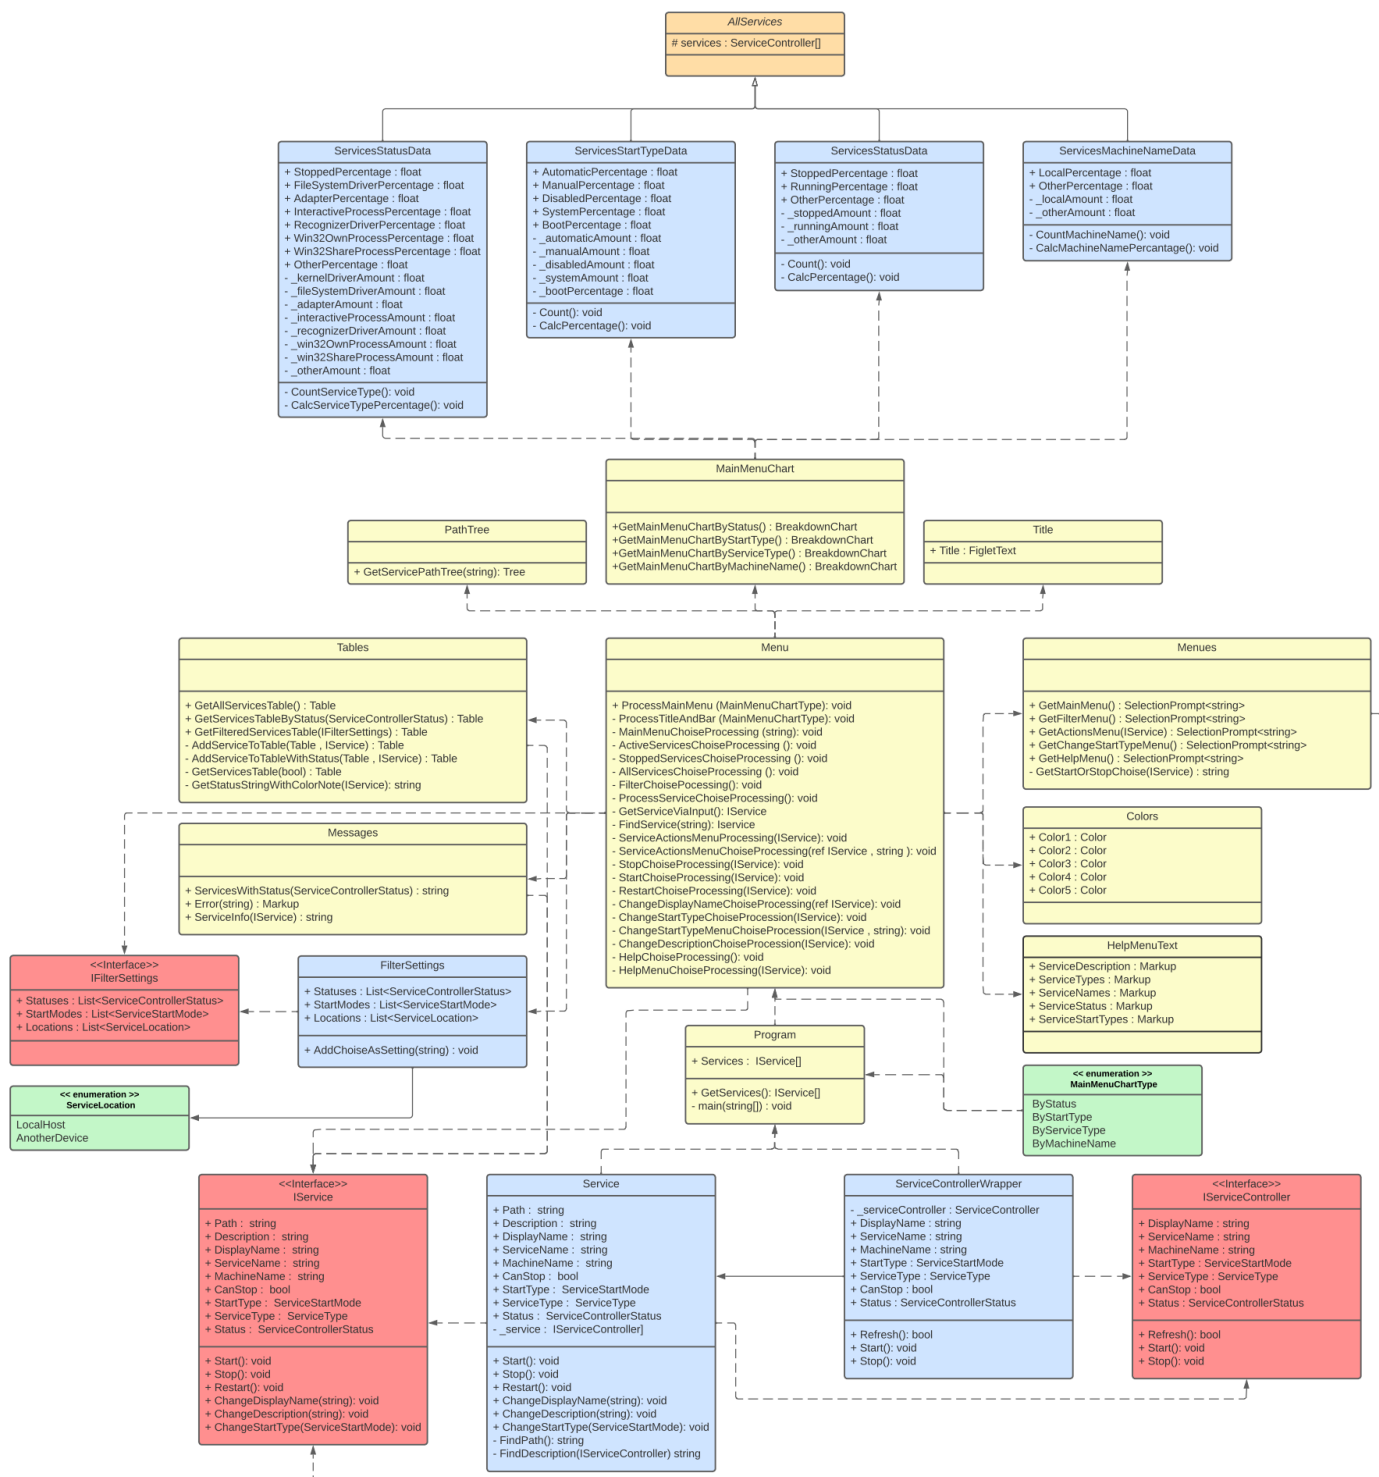 AllServices
# services : ServiceController[]
ServicesStatusData
+ StoppedPercentage : float
+ FileSystemDriverPercentage : float
+ AdapterPercentage : float
+ InteractiveProcessPercentage : float
+ RecognizerDriverPercentage : float
+ Win32OwnProcessPercentage : float
+ Win32ShareProcessPercentage : float
+ OtherPercentage : float
- _kernelDriverAmount : float
- _fileSystemDriverAmount : float
- _adapterAmount : float
- _interactiveProcessAmount : float
- _recognizerDriverAmount : float
- _win32OwnProcessAmount : float
- _win32ShareProcessAmount : float
- _otherAmount : float
- CountServiceType(): void
- CalcServiceTypePercentage(): void
ServicesStartTypeData
+ AutomaticPercentage : float
+ ManualPercentage : float
+ DisabledPercentage : float
+ SystemPercentage : float
+ BootPercentage : float
- _automaticAmount : float
- _manualAmount : float
- _disabledAmount : float
- _systemAmount : float
- _bootPercentage : float
- Count(): void
- CalcPercentage(): void
ServicesStatusData
+ StoppedPercentage : float
+ RunningPercentage : float
+ OtherPercentage : float
- _stoppedAmount : float
- _runningAmount : float
- _otherAmount : float
- Count(): void
- CalcPercentage(): void
ServicesMachineNameData
+ LocalPercentage : float
+ OtherPercentage : float
- _localAmount : float
- _otherAmount : float
- CountMachineName(): void
- CalcMachineNamePercantage(): void
MainMenuChart
+GetMainMenuChartByStatus() : BreakdownChart
+GetMainMenuChartByStartType() : BreakdownChart
+GetMainMenuChartByServiceType() : BreakdownChart
+GetMainMenuChartByMachineName() : BreakdownChart
PathTree
+ GetServicePathTree(string): Tree
Title
+ Title : FigletText
Tables
+ GetAllServicesTable() : Table
+ GetServicesTableByStatus(ServiceControllerStatus) : Table
+ GetFilteredServicesTable(IFilterSettings) : Table
- AddServiceToTable(Table , IService) : Table
- AddServiceToTableWithStatus(Table , IService) : Table
- GetServicesTable(bool) : Table
- GetStatusStringWithColorNote(IService): string
Menu
+ ProcessMainMenu (MainMenuChartType): void
- ProcessTitleAndBar (MainMenuChartType): void
- MainMenuChoiseProcessing (string): void
- ActiveServicesChoiseProcessing (): void
- StoppedServicesChoiseProcessing (): void
- AllServicesChoiseProcessing (): void
- FilterChoisePocessing(): void
- ProcessServiceChoiseProcessing(): void
- GetServiceViaInput(): IService
- FindService(string): Iservice
- ServiceActionsMenuProcessing(IService): void
- ServiceActionsMenuChoiseProcessing(ref IService , string ): void
- StopChoiseProcessing(IService): void
- StartChoiseProcessing(IService): void
- RestartChoiseProcessing(IService): void
- ChangeDisplayNameChoiseProcessing(ref IService): void
- ChangeStartTypeChoiseProcession(IService): void
- ChangeStartTypeMenuChoiseProcession(IService , string): void
- ChangeDescriptionChoiseProcession(IService): void
- HelpChoiseProcessing(): void
- HelpMenuChoiseProcessing(IService): void
Menues
+ GetMainMenu() : SelectionPrompt<string>
+ GetFilterMenu() : SelectionPrompt<string>
+ GetActionsMenu(IService) : SelectionPrompt<string>
+ GetChangeStartTypeMenu() : SelectionPrompt<string>
+ GetHelpMenu() : SelectionPrompt<string>
- GetStartOrStopChoise(IService) : string
Messages
+ ServicesWithStatus(ServiceControllerStatus) : string
+ Error(string) : Markup
+ ServiceInfo(IService) : string
Colors
+ Color1 : Color
+ Color2 : Color
+ Color3 : Color
+ Color4 : Color
+ Color5 : Color
HelpMenuText
+ ServiceDescription : Markup
+ ServiceTypes : Markup
+ ServiceNames : Markup
+ ServiceStatus : Markup
+ ServiceStartTypes : Markup
<<Interface>>
IFilterSettings
+ Statuses : List<ServiceControllerStatus>
+ StartModes : List<ServiceStartMode>
+ Locations : List<ServiceLocation>
FilterSettings
+ Statuses : List<ServiceControllerStatus>
+ StartModes : List<ServiceStartMode>
+ Locations : List<ServiceLocation>
+ AddChoiseAsSetting(string) : void
Program
+ Services :  IService[]
+ GetServices(): IService[]
- main(string[]) : void
<< enumeration >>
ServiceLocation
LocalHost
AnotherDevice
<< enumeration >>
MainMenuChartType
ByStatus
ByStartType
ByServiceType
ByMachineName
<<Interface>>
IService
+ Path :  string
+ Description :  string
+ DisplayName :  string
+ ServiceName :  string
+ MachineName :  string
+ CanStop :  bool
+ StartType :  ServiceStartMode
+ ServiceType :  ServiceType
+ Status :  ServiceControllerStatus
+ Start(): void
+ Stop(): void
+ Restart(): void
+ ChangeDisplayName(string): void
+ ChangeDescription(string): void
+ ChangeStartType(ServiceStartMode): void
Service
+ Path :  string
+ Description :  string
+ DisplayName :  string
+ ServiceName :  string
+ MachineName :  string
+ CanStop :  bool
+ StartType :  ServiceStartMode
+ ServiceType :  ServiceType
+ Status :  ServiceControllerStatus
- _service :  IServiceController]
+ Start(): void
+ Stop(): void
+ Restart(): void
+ ChangeDisplayName(string): void
+ ChangeDescription(string): void
+ ChangeStartType(ServiceStartMode): void
- FindPath(): string
- FindDescription(IServiceController) string
ServiceControllerWrapper
- _serviceController : ServiceController
+ DisplayName : string
+ ServiceName : string
+ MachineName : string
+ StartType : ServiceStartMode
+ ServiceType : ServiceType
+ CanStop : bool
+ Status : ServiceControllerStatus
+ Refresh(): bool
+ Start(): void
+ Stop(): void
<<Interface>>
IServiceController
+ DisplayName : string
+ ServiceName : string
+ MachineName : string
+ StartType : ServiceStartMode
+ ServiceType : ServiceType
+ CanStop : bool
+ Status : ServiceControllerStatus
+ Refresh(): bool
+ Start(): void
+ Stop(): void